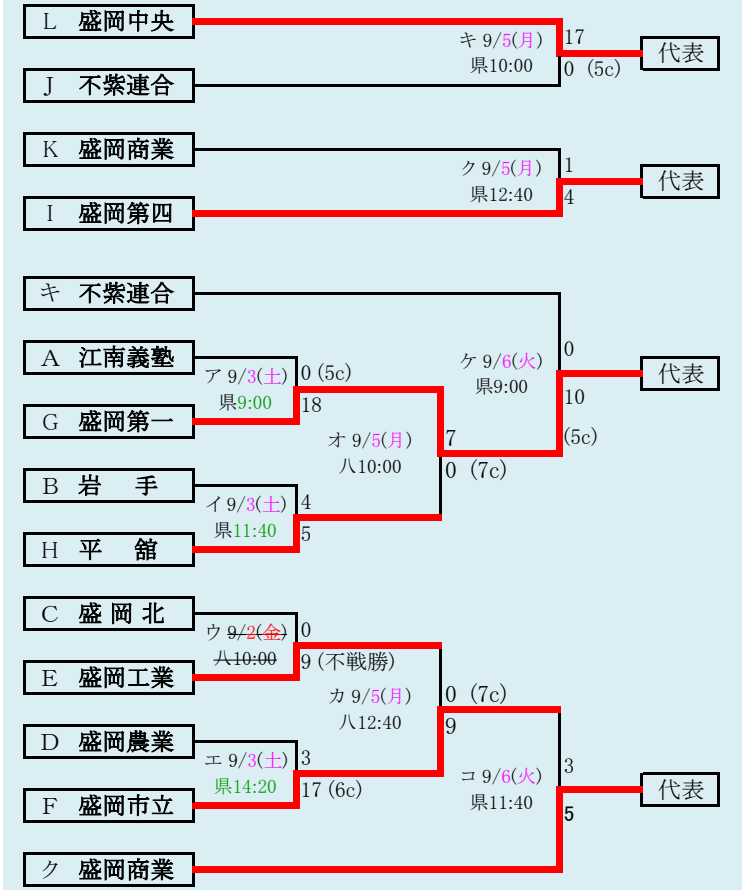 L 盛岡中央
キ 9/5(月) 17
代表
県10:00 0 (5c)
J 不紫連合
K 盛岡商業
ク 9/5(月) 1
代表
県12:40 4
I 盛岡第四
キ 不紫連合
A 江南義塾
ア 9/3(土) 0 (5c)
県9:00 18
G 盛岡第一
ケ 9/6(火) 0
代表
県9:00 10
(5c)
オ 9/5(月) 7
八10:00 0 (7c)
B 岩 手
イ 9/3(土) 4
県11:40 5
H 平 舘
C 盛岡北
ウ 9/2(金) 0
八10:00 9 (不戦勝)
E 盛岡工業
カ 9/5(月) 0 (7c)
八12:40 9
D 盛岡農業
エ 9/3(土) 3
県14:20 17 (6c)
F 盛岡市立
コ 9/6(火) 3
代表
県11:40 5
ク 盛岡商業